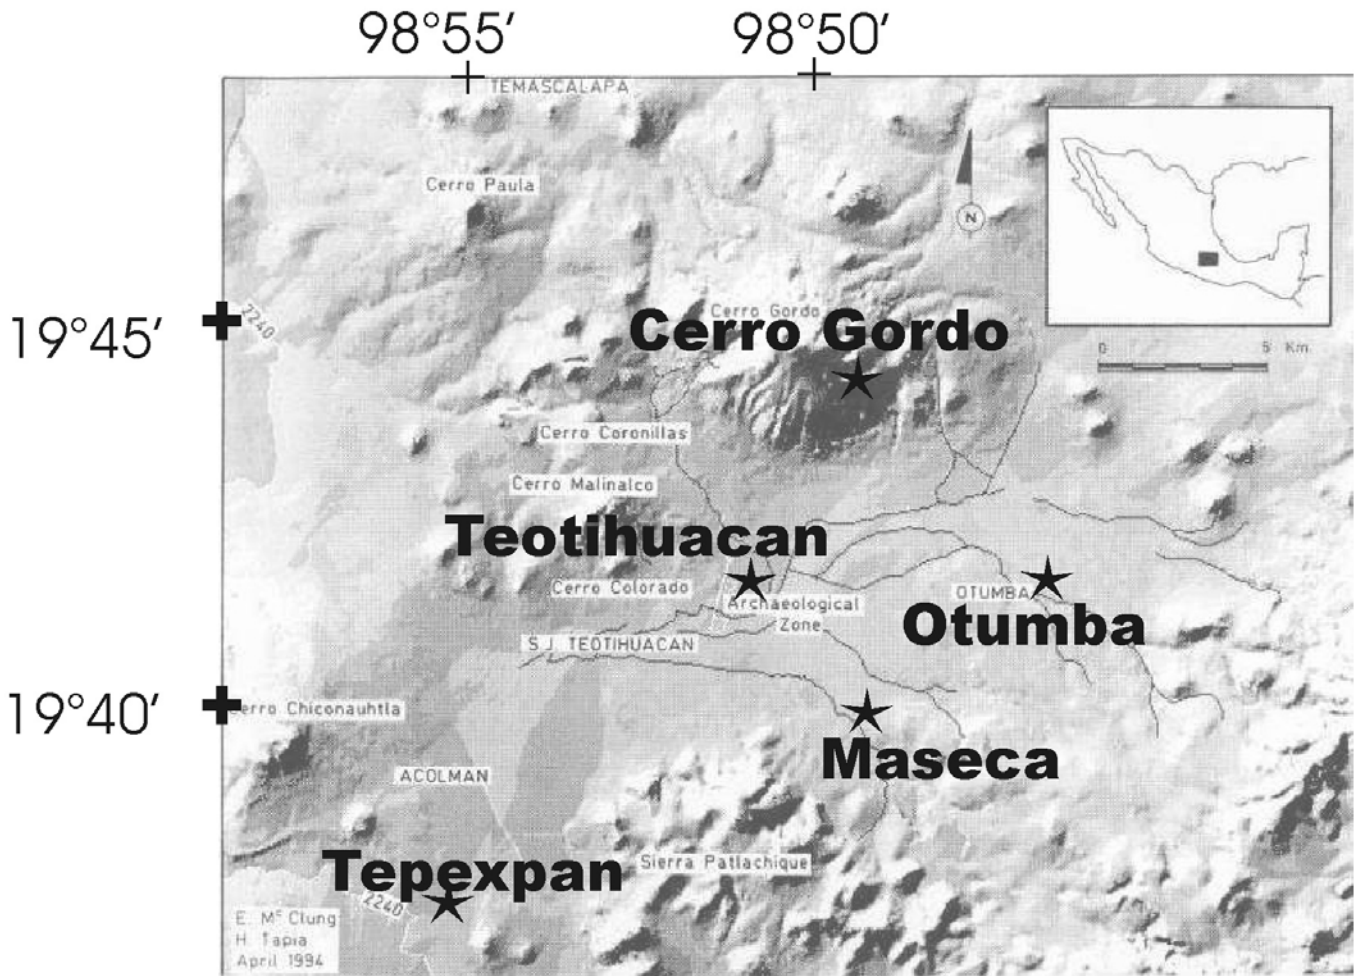 98°55′
98°50′
TEMASCALAPA
Cerro Paula
N
19°45′
2240
Cerro Gordo
Cerro Gordo
0 5 Km
Cerro Coronillas
Cerro Malinalco
Teotihuacan
Cerro Colorado
Archaeological
Zone
OTUMBA
Otumba
S.J. TEOTIHUACAN
19°40′
Cerro Chiconauhtla
Maseca
ACOLMAN
Tepexpan
Sierra Patlachique
2240
E. Mc Clung
H. Tapia
April 1994